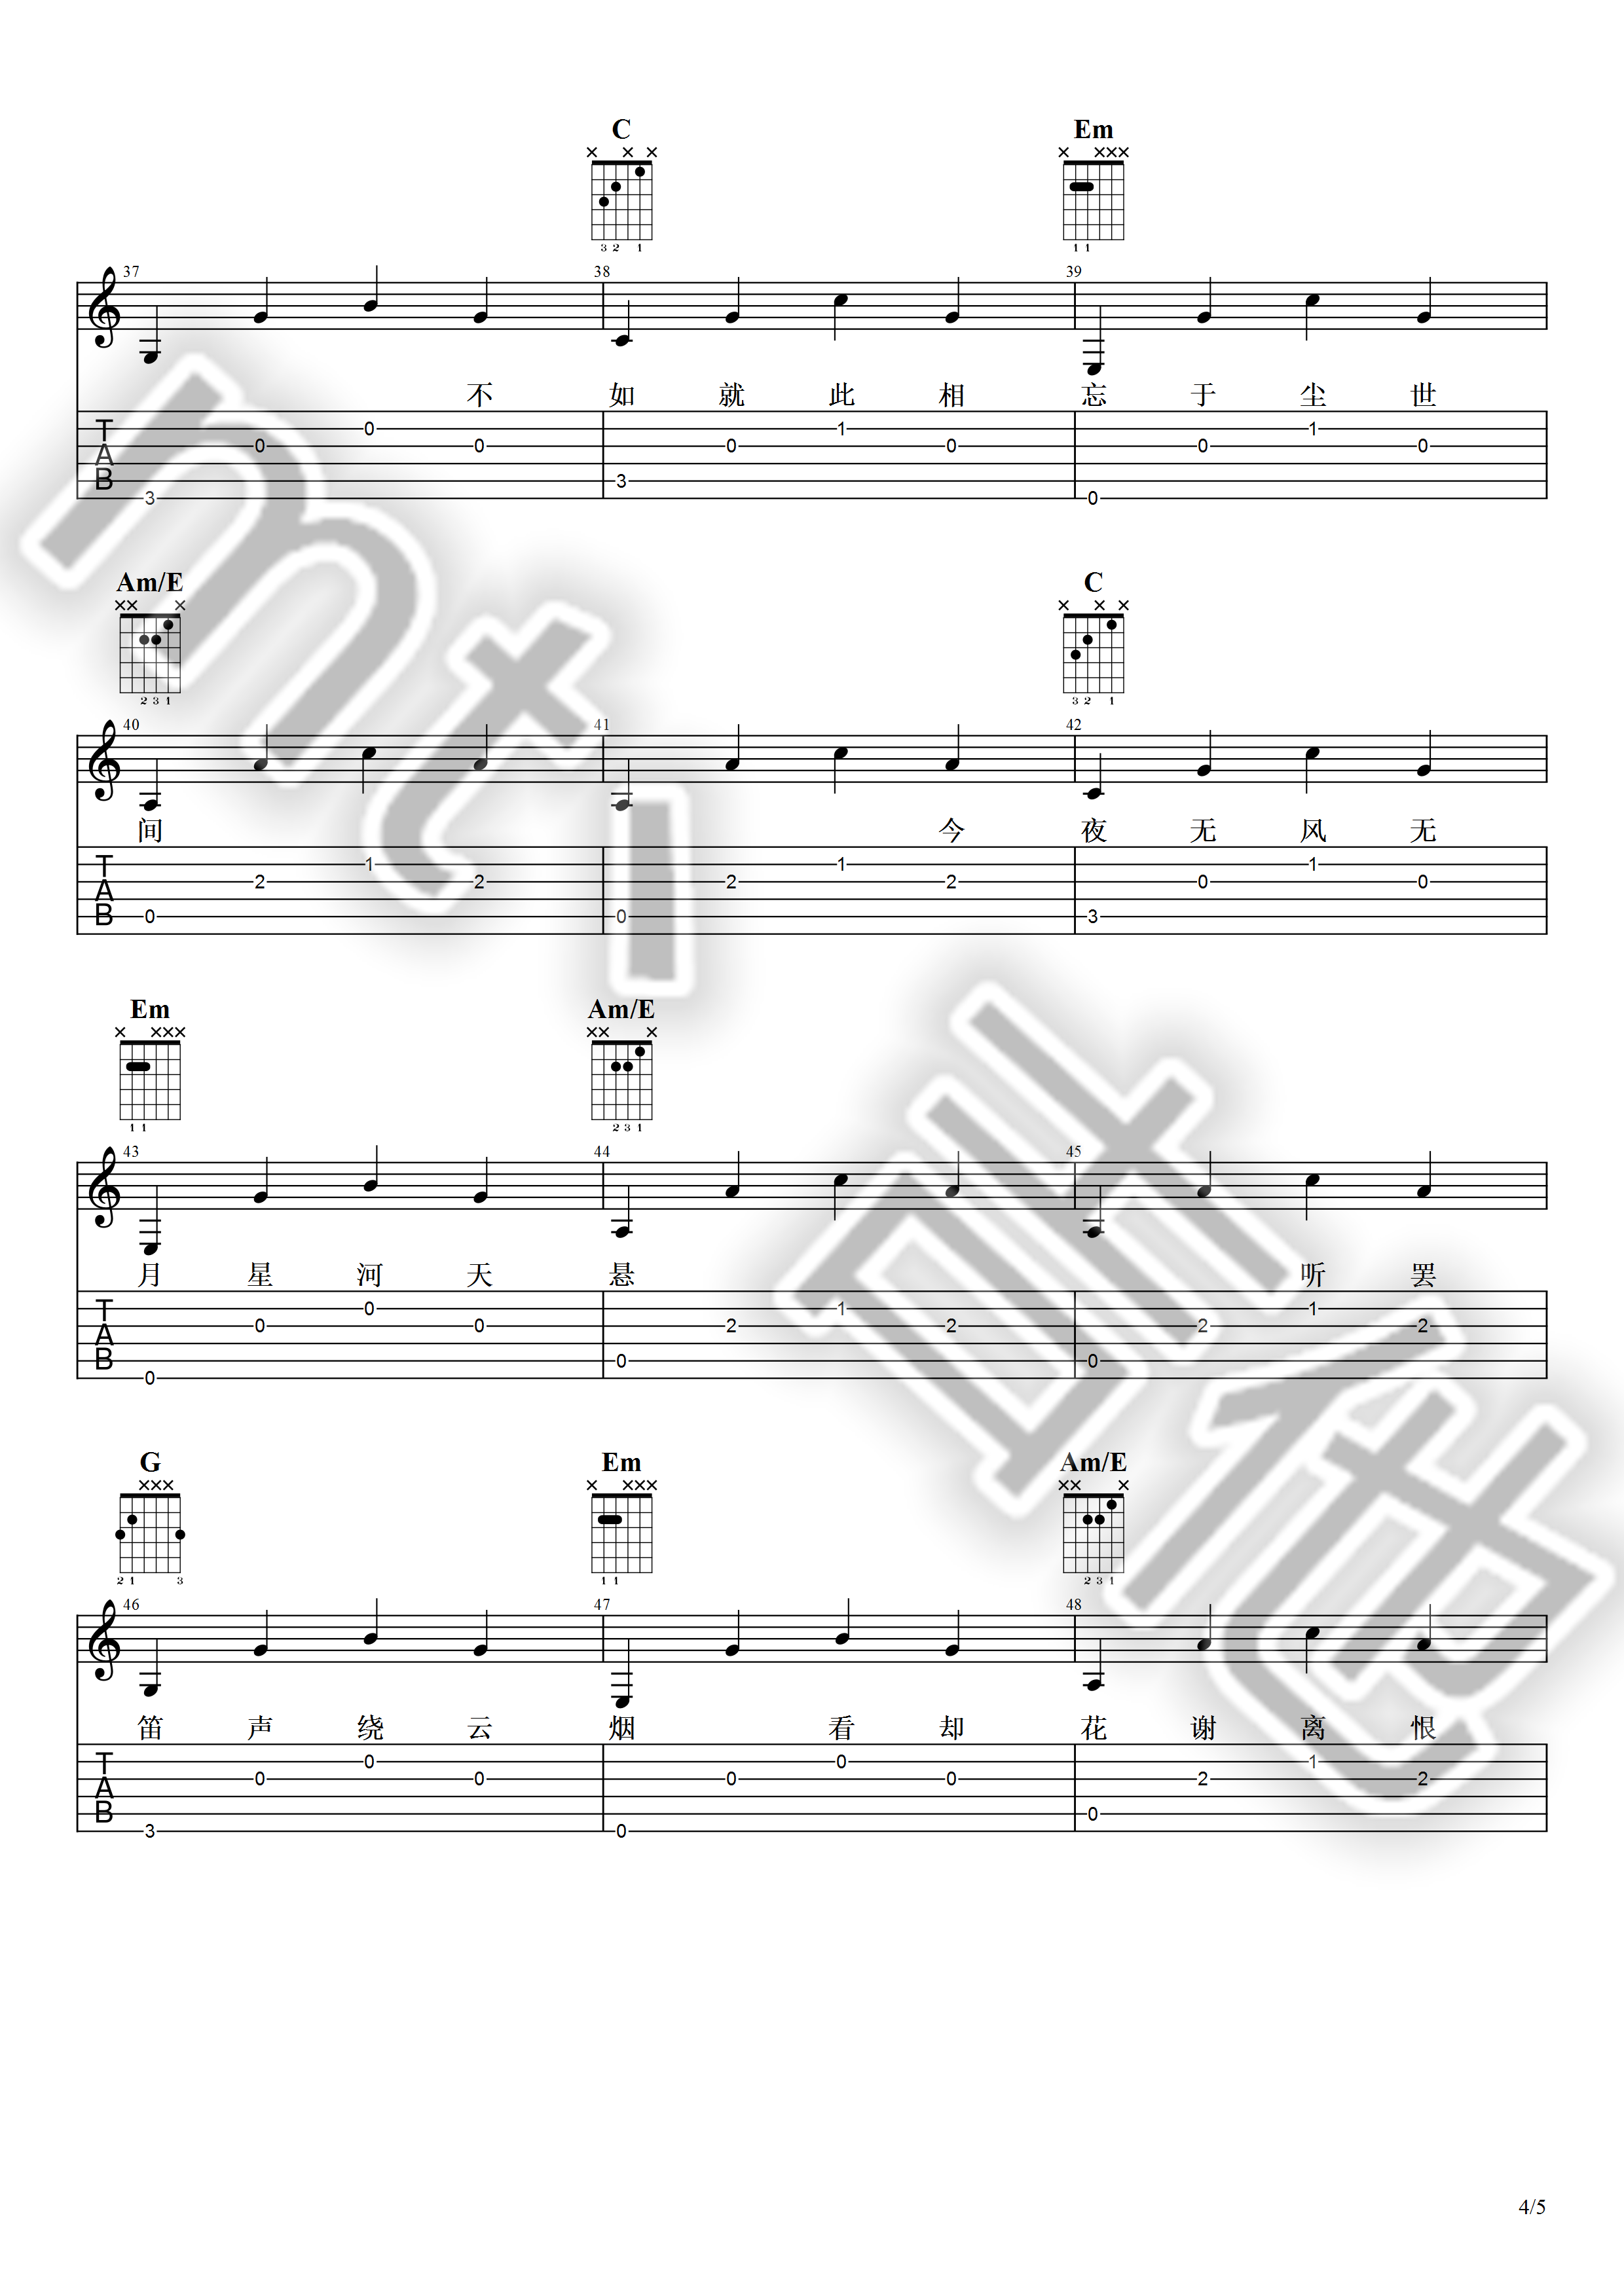 C Em
× × × × × × ×
3 2 1 1 1
37 38 39
不 如 就 此 相 忘 于 尘 世
T A B 3 0 0 0 3 0 1 0 0 0 1 0
Am/E C
× × × × × ×
2 3 1 3 2 1
40 41 42
间 今 夜 无 风 无
T A B 0 2 1 2 0 2 1 2 3 0 1 0
Em Am/E
× × × × × × ×
1 1 2 3 1
43 44 45
月 星 河 天 悬 听 罢
T A B 0 0 0 0 0 2 1 2 0 2 1 2
G Em Am/E
× × × × × × × × × ×
2 1 3 1 1 2 3 1
46 47 48
笛 声 绕 云 烟 看 却 花 谢 离 恨
T A B 3 0 0 0 0 0 0 0 0 2 1 2
4/5